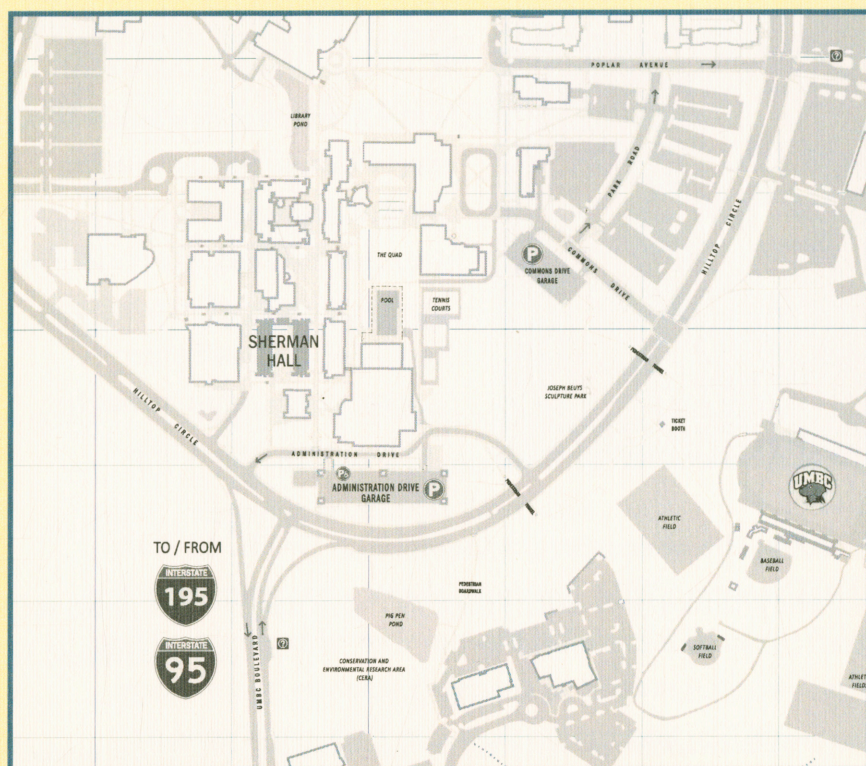 POPLAR AVENUE
LIBRARY
POND
PARK ROAD
HILLTOP CIRCLE
THE QUAD
P
COMMONS DRIVE
GARAGE
COMMONS DRIVE
POOL
TENNIS
COURTS
SHERMAN
HALL
JOSEPH BEUYS
SCULPTURE PARK
HILLTOP CIRCLE
TICKET
BOOTH
ADMINISTRATION DRIVE
ADMINISTRATION DRIVE
GARAGE
P
UMBC
ATHLETIC
FIELD
TO / FROM
INTERSTATE
195
INTERSTATE
95
BASEBALL
FIELD
PEDESTRIAN
BOARDWALK
PIG PEN
POND
SOFTBALL
FIELD
UMBC BOULEVARD
CONSERVATION AND
ENVIRONMENTAL RESEARCH AREA
(CERA)